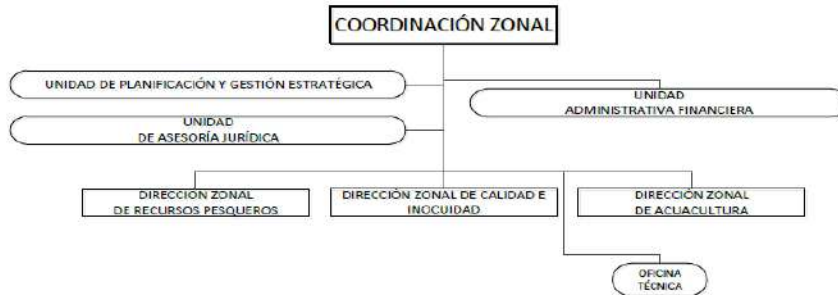 COORDINACIÓN ZONAL
UNIDAD DE PLANIFICACIÓN Y GESTIÓN ESTRATÉGICA
UNIDAD
ADMINISTRATIVA FINANCIERA
UNIDAD
DE ASESORÍA JURÍDICA
DIRECCIÓN ZONAL
DE RECURSOS PESQUEROS
DIRECCIÓN ZONAL DE CALIDAD E
INOCUIDAD
DIRECCIÓN ZONAL
DE ACUACULTURA
OFICINA
TÉCNICA